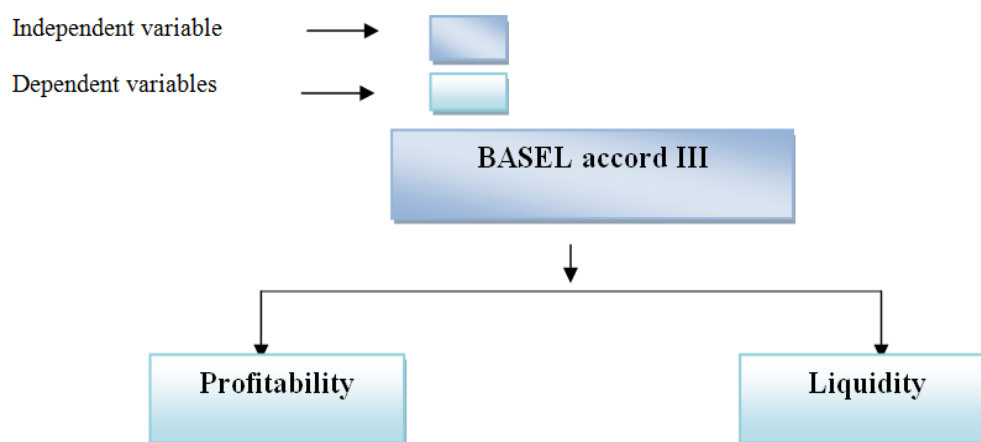 Independent variable
Dependent variables
BASEL accord III
Profitability
Liquidity